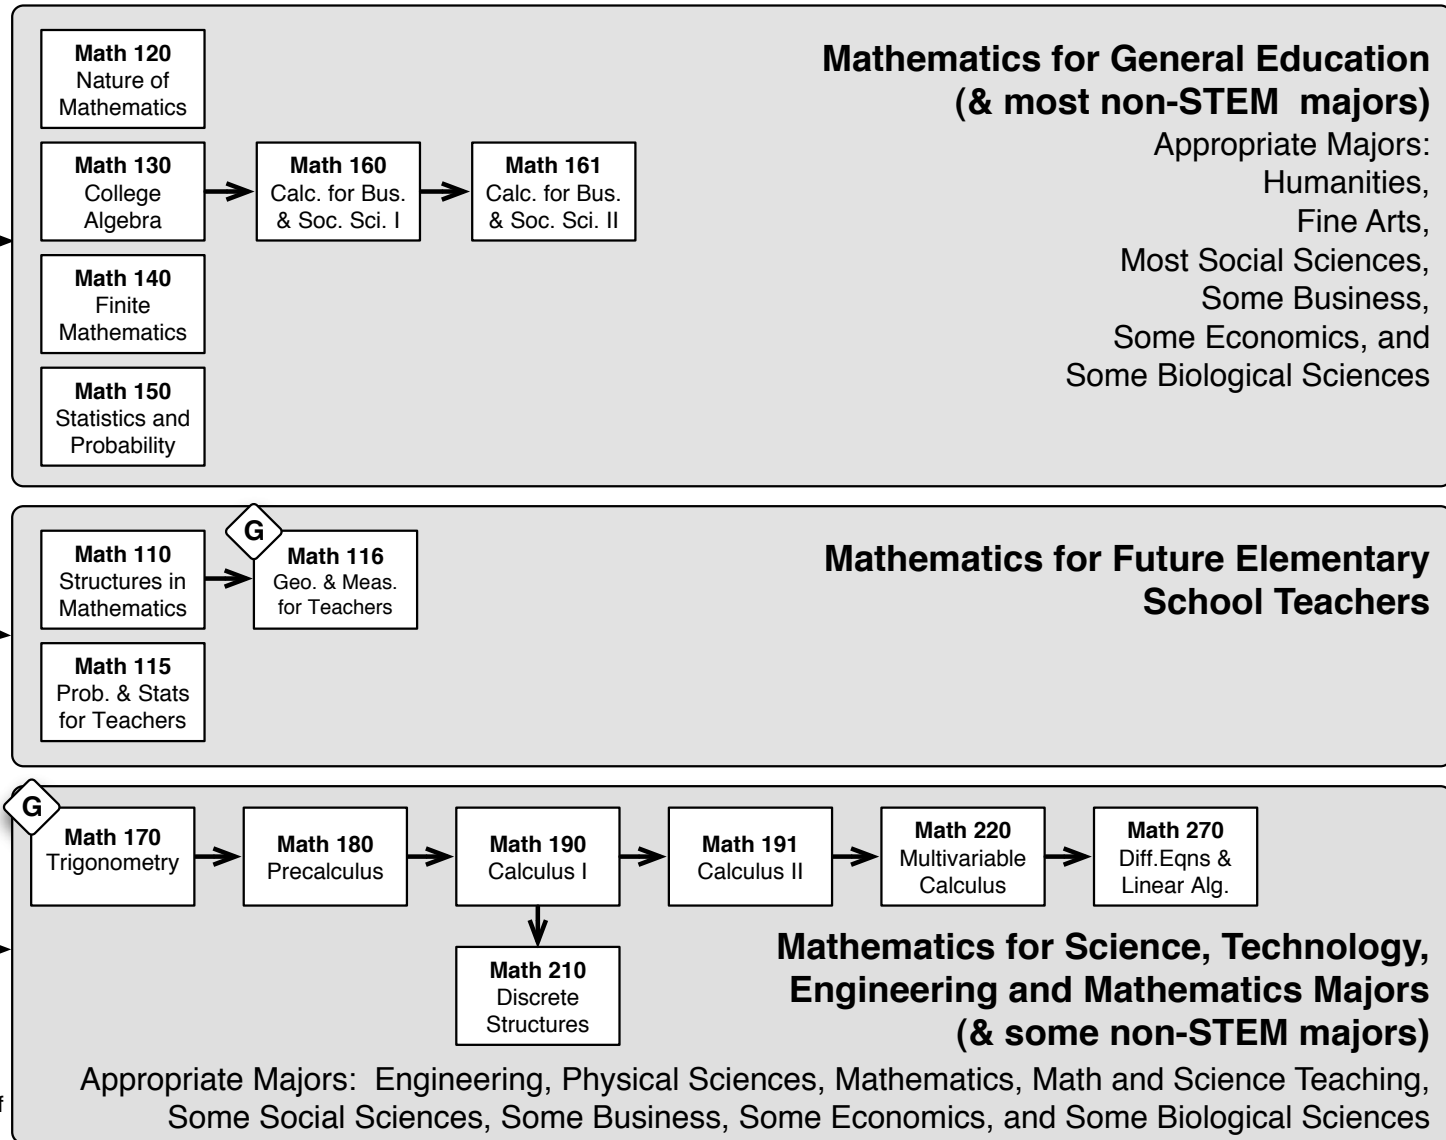 Math 120
Nature of
Mathematics
Mathematics for General Education
(& most non-STEM  majors)
Appropriate Majors:
Humanities,
Fine Arts,
Most Social Sciences,
Some Business,
Some Economics, and
Some Biological Sciences
Math 130
College
Algebra
Math 160
Calc. for Bus.
& Soc. Sci. I
Math 161
Calc. for Bus.
& Soc. Sci. II
Math 140
Finite
Mathematics
Math 150
Statistics and
Probability
Math 110
Structures in
Mathematics
G
Math 116
Geo. & Meas.
for Teachers
Mathematics for Future Elementary
School Teachers
Math 115
Prob. & Stats
for Teachers
G
Math 170
Trigonometry
Math 180
Precalculus
Math 190
Calculus I
Math 191
Calculus II
Math 220
Multivariable
Calculus
Math 270
Diff.Eqns &
Linear Alg.
Math 210
Discrete
Structures
Mathematics for Science, Technology,
Engineering and Mathematics Majors
(& some non-STEM majors)
Appropriate Majors:  Engineering, Physical Sciences, Mathematics, Math and Science Teaching,
Some Social Sciences, Some Business, Some Economics, and Some Biological Sciences